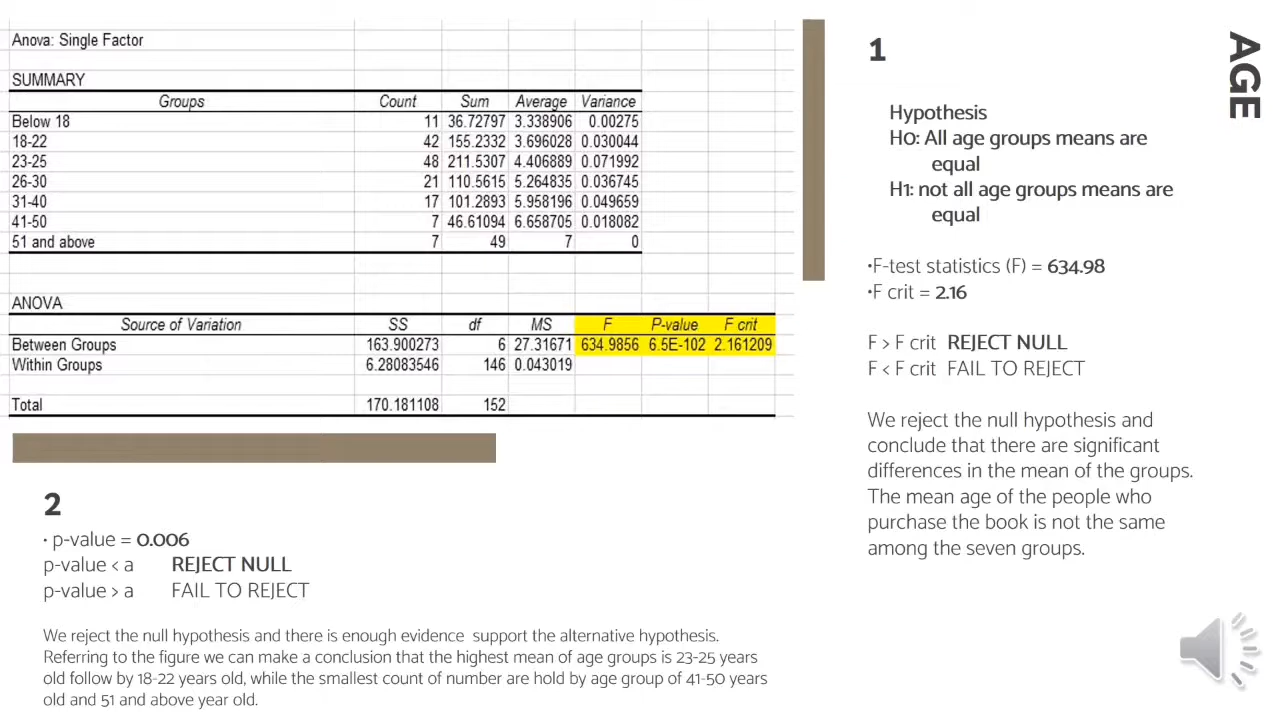 Anova: Single Factor
SUMMARY
Groups Count Sum Average Variance
Below 18 11 36.72797 3.338906 0.00275
18-22 42 155.2332 3.696028 0.030044
23-25 48 211.5307 4.406889 0.071992
26-30 21 110.5615 5.264835 0.036745
31-40 17 101.2893 5.958196 0.049659
41-50 7 46.61094 6.658705 0.018082
51 and above 7 49 7 0
ANOVA
Source of Variation SS df MS F P-value F crit
Between Groups 163.900273 6 27.31671 634.9856 6.5E-102 2.161209
Within Groups 6.28083546 146 0.043019
Total 170.181108 152
2
• p-value = 0.006
p-value < a REJECT NULL
p-value > a FAIL TO REJECT
We reject the null hypothesis and there is enough evidence support the alternative hypothesis.
Referring to the figure we can make a conclusion that the highest mean of age groups is 23-25 years
old follow by 18-22 years old, while the smallest count of number are hold by age group of 41-50 years
old and 51 and above year old.
1
Hypothesis
H0: All age groups means are
equal
H1: not all age groups means are
equal
•F-test statistics (F) = 634.98
•F crit = 2.16
F > F crit REJECT NULL
F < F crit FAIL TO REJECT
We reject the null hypothesis and
conclude that there are significant
differences in the mean of the groups.
The mean age of the people who
purchase the book is not the same
among the seven groups.
AGE